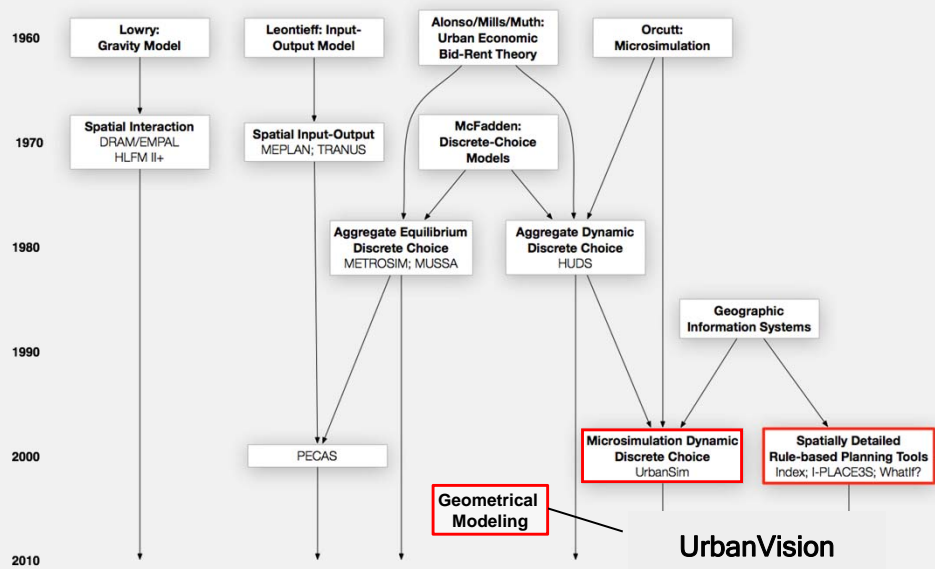 1960
Lowry:
Gravity Model
Leontieff: Input-
Output Model
Alonso/Mills/Muth:
Urban Economic
Bid-Rent Theory
Orcutt:
Microsimulation
1970
Spatial Interaction
DRAM/EMPAL
HLFM II+
Spatial Input-Output
MEPLAN; TRANUS
McFadden:
Discrete-Choice
Models
1980
Aggregate Equilibrium
Discrete Choice
METROSIM; MUSSA
Aggregate Dynamic
Discrete Choice
HUDS
Geographic
Information Systems
1990
2000
PECAS
Microsimulation Dynamic
Discrete Choice
UrbanSim
Spatially Detailed
Rule-based Planning Tools
Index; I-PLACE3S; WhatIf?
Geometrical
Modeling
UrbanVision
2010